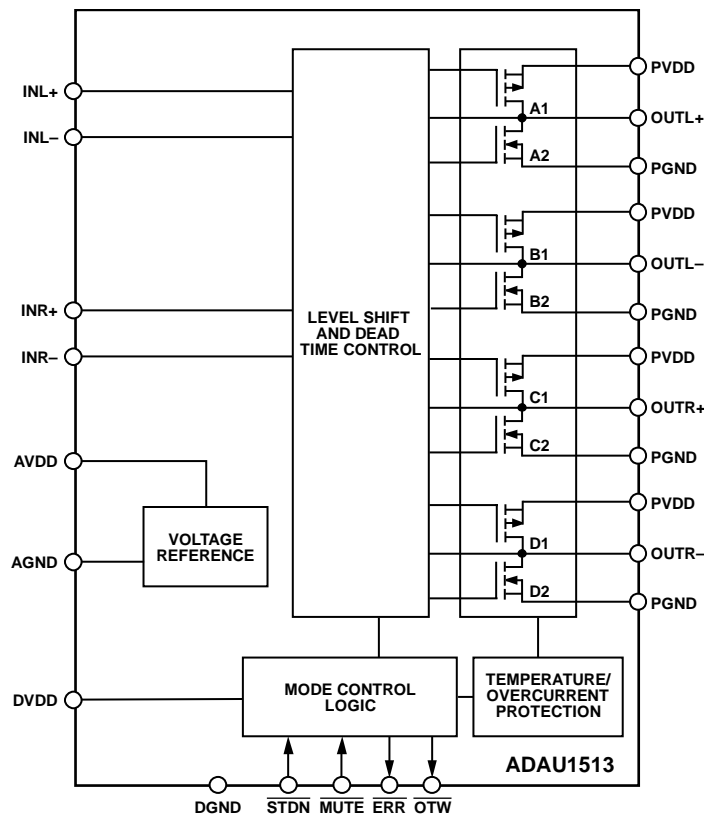 INL+
INL–
INR+
INR–
AVDD
AGND
DVDD
LEVEL SHIFT
AND DEAD
TIME CONTROL
VOLTAGE
REFERENCE
MODE CONTROL
LOGIC
TEMPERATURE/
OVERCURRENT
PROTECTION
A1
A2
B1
B2
C1
C2
D1
D2
PVDD
OUTL+
PGND
PVDD
OUTL–
PGND
PVDD
OUTR+
PGND
PVDD
OUTR–
PGND
ADAU1513
DGND
STDN
MUTE
ERR
OTW